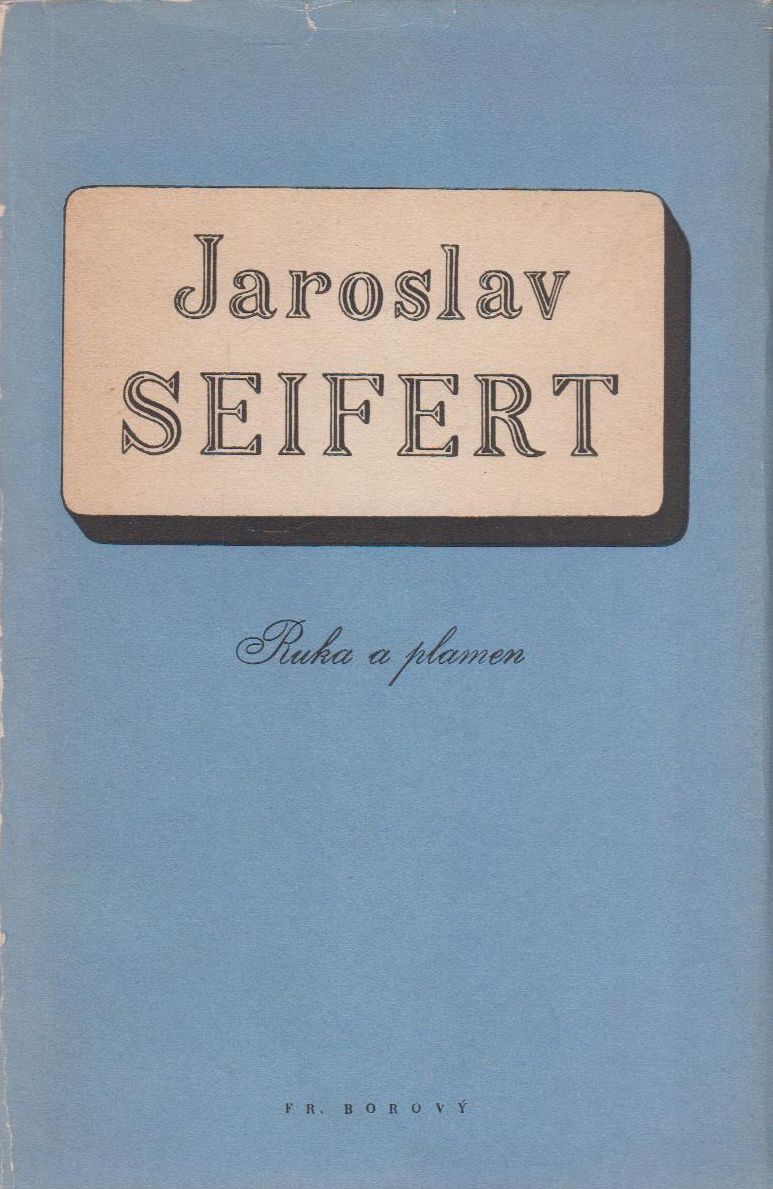 Jaroslav
SEIFERT
Ruka a plamen
FR. BOROVÝ